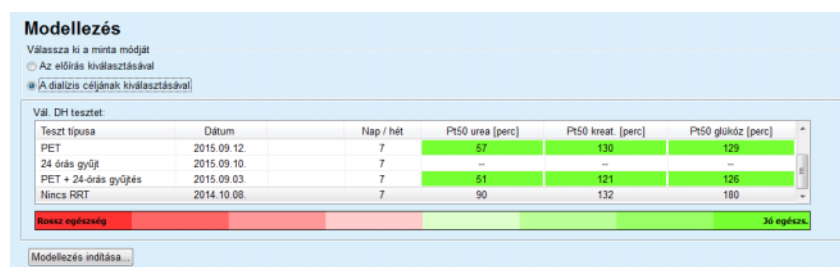 Modellezés
Válassza ki a minta módját
Az előírás kiválasztásával
A dialízis céljának kiválasztásával
Vál. DH tesztet:
Teszt típusa Dátum Nap / hét Pt50 urea [perc] Pt50 kreat. [perc] Pt50 glükóz [perc]
PET 2015.09.12. 7 57 130 129
24 órás gyűjt 2015.09.10. 7 -- -- --
PET + 24-órás gyűjtés 2015.09.03. 7 51 121 126
Nincs RRT 2014.10.08. 7 90 132 180
Rossz egészség Jó egészs.
Modellezés indítása...